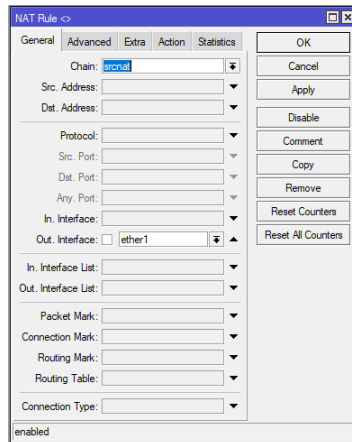 NAT Rule <>
General Advanced Extra Action Statistics
Chain: srcnat
Src. Address:
Dst. Address:
Protocol:
Src. Port:
Dst. Port:
Any. Port:
In. Interface:
Out. Interface: ether1
In. Interface List:
Out. Interface List:
Packet Mark:
Connection Mark:
Routing Mark:
Routing Table:
Connection Type:
OK
Cancel
Apply
Disable
Comment
Copy
Remove
Reset Counters
Reset All Counters
enabled